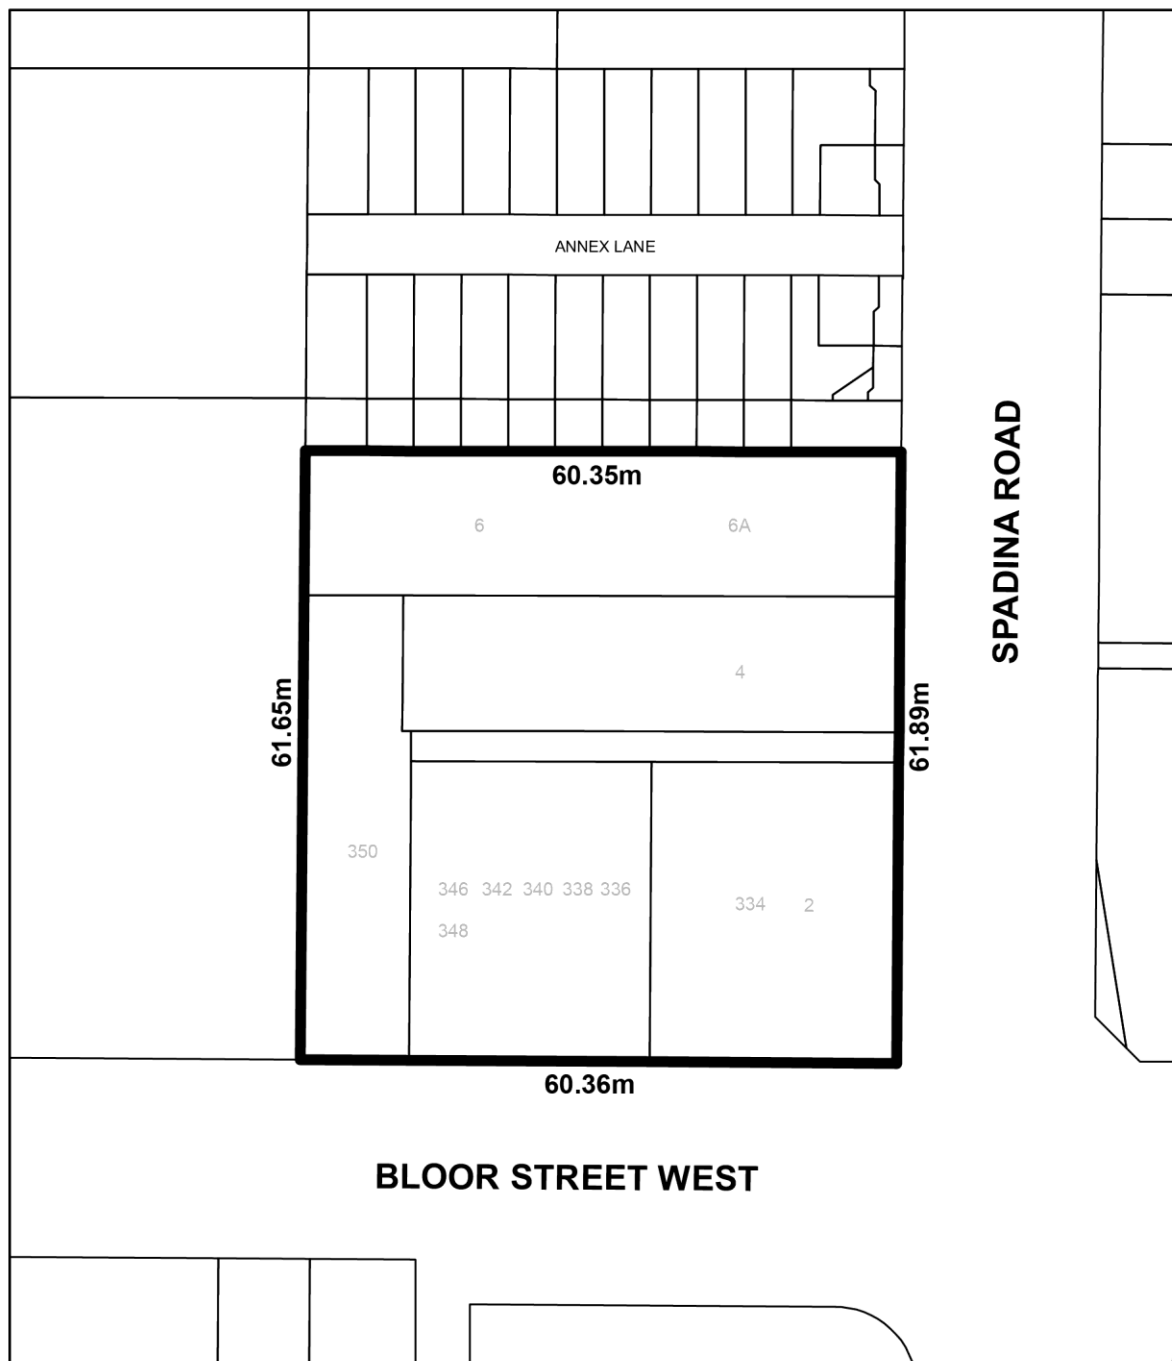 ANNEX LANE
60.35m
6 6A
SPADINA ROAD
4
61.65m
61.89m
350
346 342 340 338 336
334 2
348
60.36m
BLOOR STREET WEST